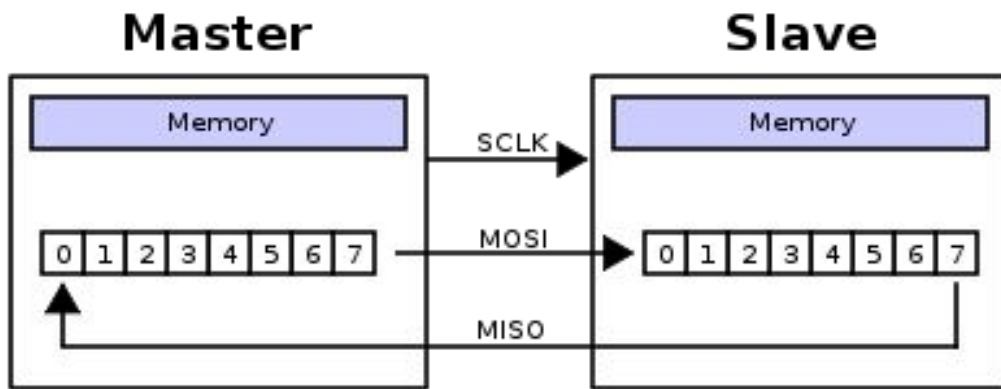 Master Slave
Memory Memory
SCLK
0 1 2 3 4 5 6 7 MOSI 0 1 2 3 4 5 6 7
MISO